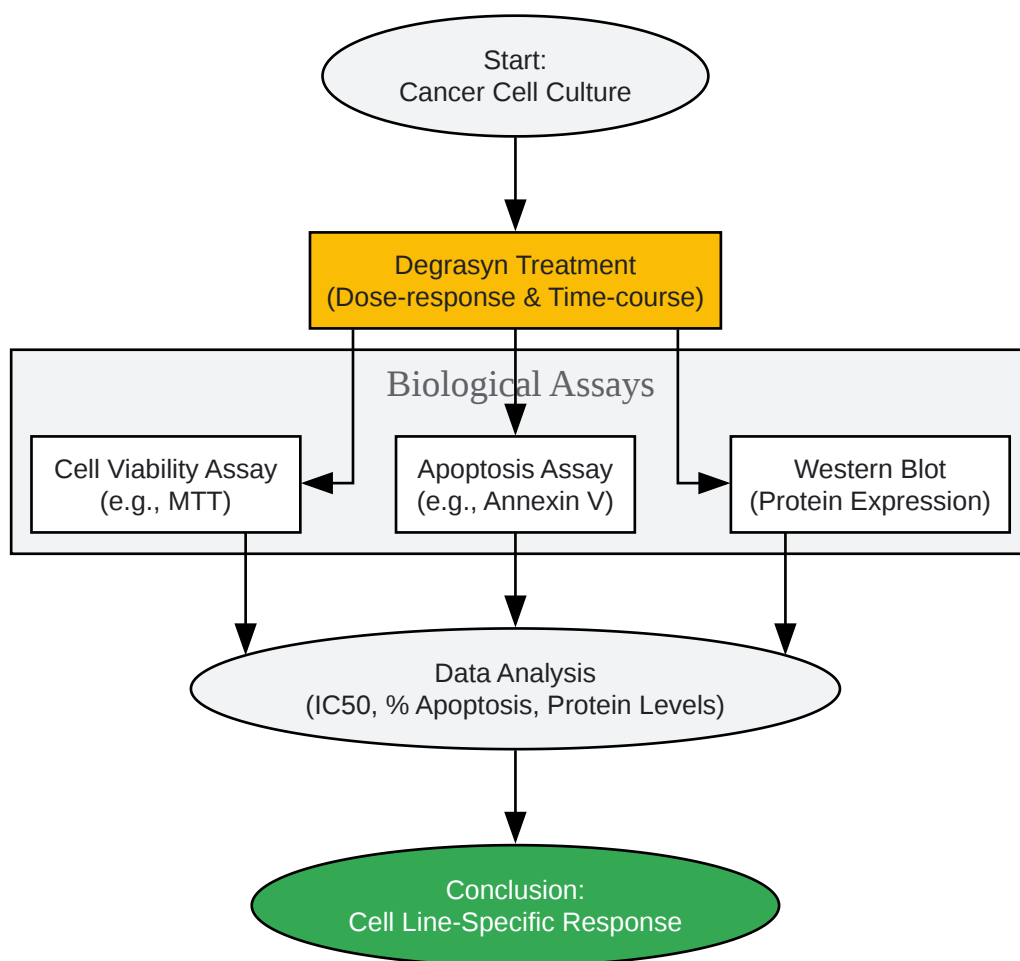 Start:
Cancer Cell Culture
Degrasyn Treatment
(Dose-response & Time-course)
Biological Assays
Cell Viability Assay
(e.g., MTT)
Apoptosis Assay
(e.g., Annexin V)
Western Blot
(Protein Expression)
Data Analysis
(IC50, % Apoptosis, Protein Levels)
Conclusion:
Cell Line-Specific Response